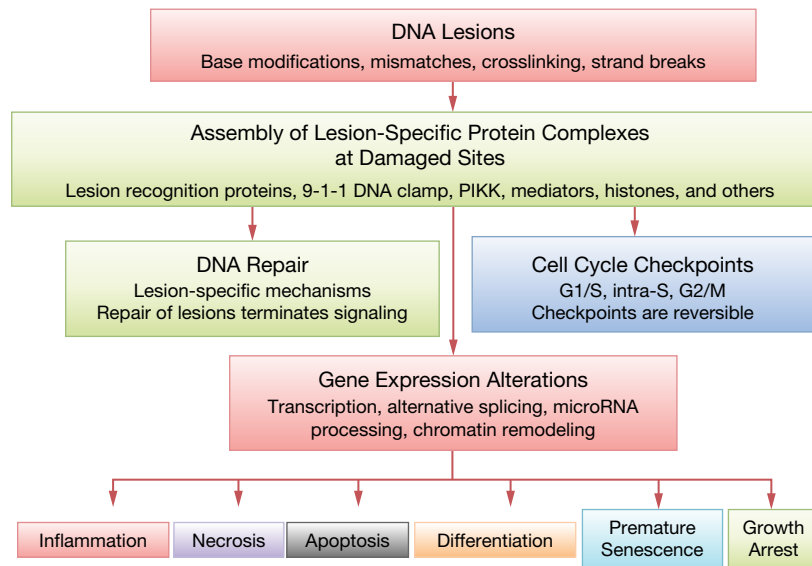 DNA Lesions
Base modifications, mismatches, crosslinking, strand breaks
Assembly of Lesion-Specific Protein Complexes
at Damaged Sites
Lesion recognition proteins, 9-1-1 DNA clamp, PIKK, mediators, histones, and others
DNA Repair
Lesion-specific mechanisms
Repair of lesions terminates signaling
Cell Cycle Checkpoints
G1/S, intra-S, G2/M
Checkpoints are reversible
Gene Expression Alterations
Transcription, alternative splicing, microRNA
processing, chromatin remodeling
Inflammation
Necrosis
Apoptosis
Differentiation
Premature
Senescence
Growth
Arrest